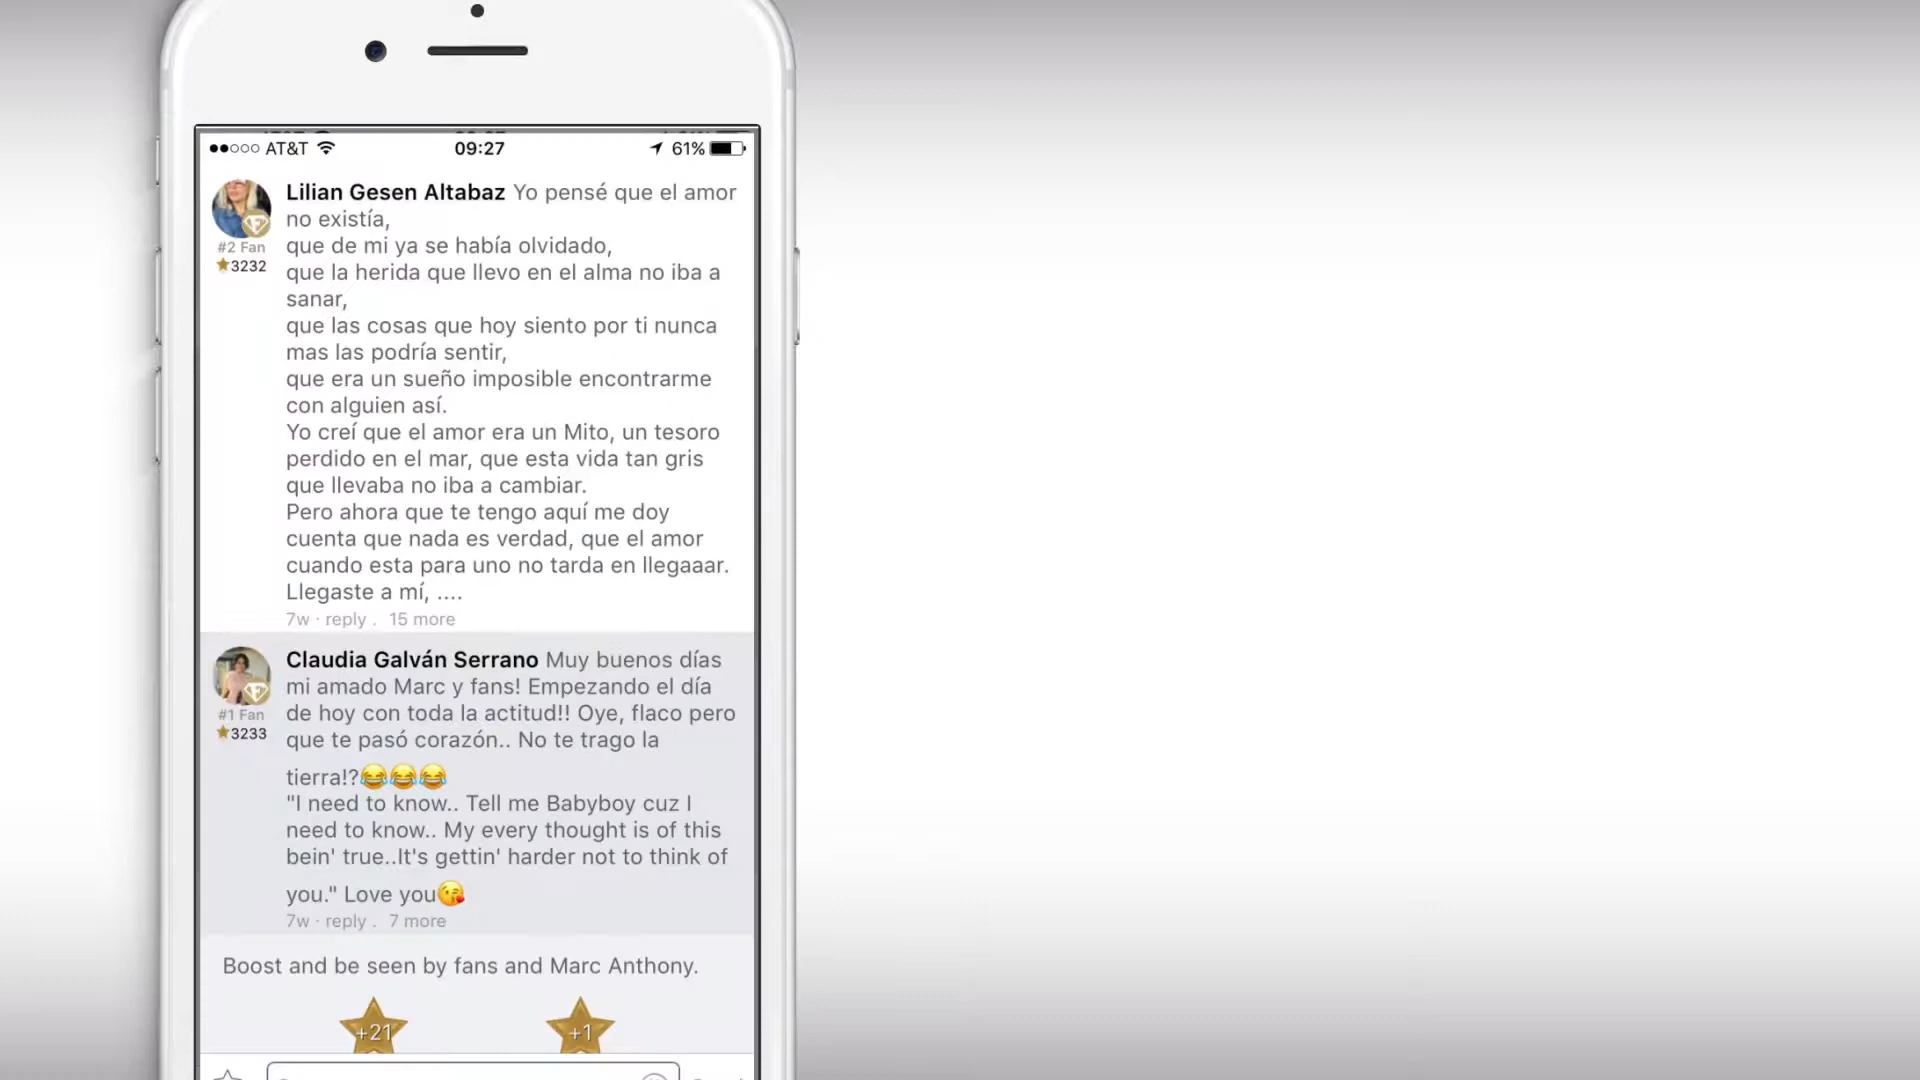 AT&T 09:27 61%
Lilian Gesen Altabaz Yo pensé que el amor
no existía,
que de mi ya se había olvidado,
que la herida que llevo en el alma no iba a
sanar,
que las cosas que hoy siento por ti nunca
mas las podría sentir,
que era un sueño imposible encontrarme
con alguien así.
Yo creí que el amor era un Mito, un tesoro
perdido en el mar, que esta vida tan gris
que llevaba no iba a cambiar.
Pero ahora que te tengo aquí me doy
cuenta que nada es verdad, que el amor
cuando esta para uno no tarda en llegaaar.
Llegaste a mí, ....
#2 Fan
3232
7w · reply . 15 more
Claudia Galván Serrano Muy buenos días
mi amado Marc y fans! Empezando el día
de hoy con toda la actitud!! Oye, flaco pero
que te pasó corazón.. No te trago la
tierra!?😂😂😂
"I need to know.. Tell me Babyboy cuz I
need to know.. My every thought is of this
bein' true..It's gettin' harder not to think of
you." Love you😘
#1 Fan
3233
7w · reply . 7 more
Boost and be seen by fans and Marc Anthony.
+21 +1